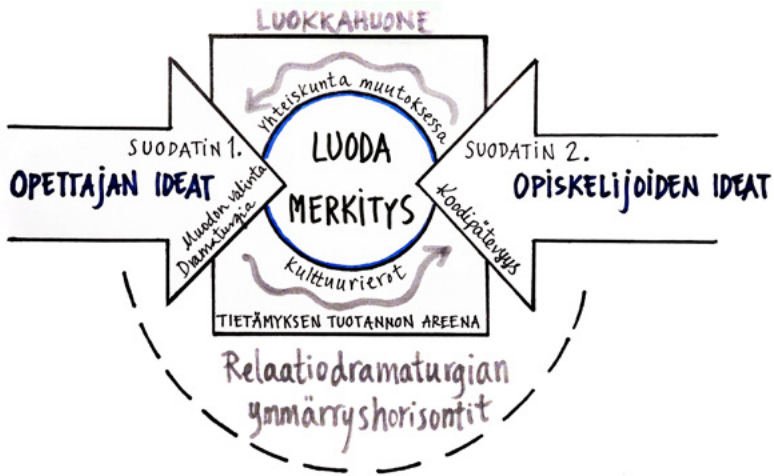 LUOKKAHUONE
Yhteiskunta muutoksessa
SUODATIN 1.
OPETTAJAN IDEAT
Muodon valinta
Dramaturgia
LUODA
MERKITYS
SUODATIN 2.
OPISKELIJOIDEN IDEAT
Koodipätevyys
Kulttuurierot
TIETÄMYKSEN TUOTANNON AREENA
Relaatiodramaturgian
ymmärryshorisontit